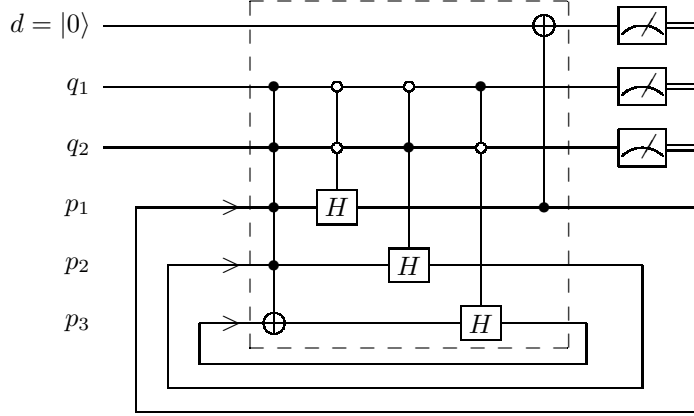 d = |0⟩
q₁
q₂
p₁
H
p₂
H
p₃
H